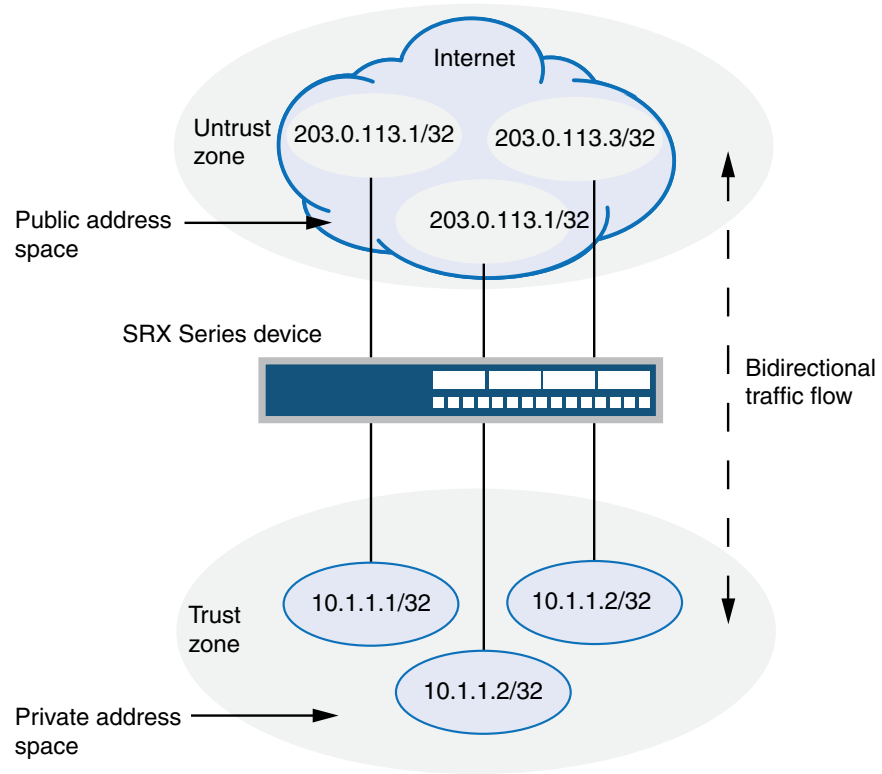 Internet
Untrust
zone
203.0.113.1/32
203.0.113.3/32
Public address
space
203.0.113.1/32
SRX Series device
Bidirectional
traffic flow
Trust
zone
10.1.1.1/32
10.1.1.2/32
10.1.1.2/32
Private address
space